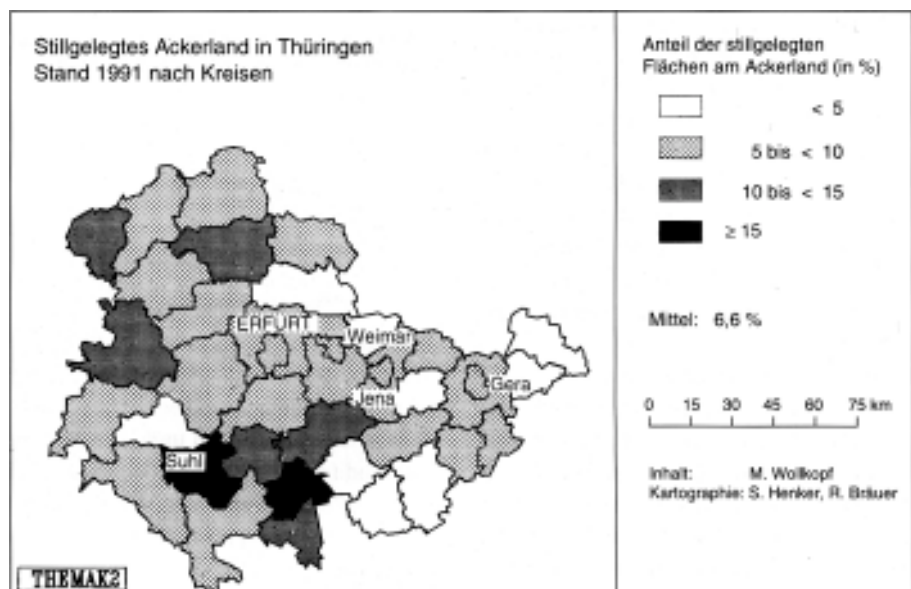 Stillgelegtes Ackerland in Thüringen
Stand 1991 nach Kreisen
Anteil der stillgelegten
Flächen am Ackerland (in %)
< 5
5 bis < 10
10 bis < 15
≥ 15
Mittel: 6,6 %
0 15 30 45 60 75 km
Inhalt: M. Wollkopf
Kartographie: S. Henker, R. Bräuer
ERFURT
Weimar
Jena
Gera
Suhl
THEMAK2